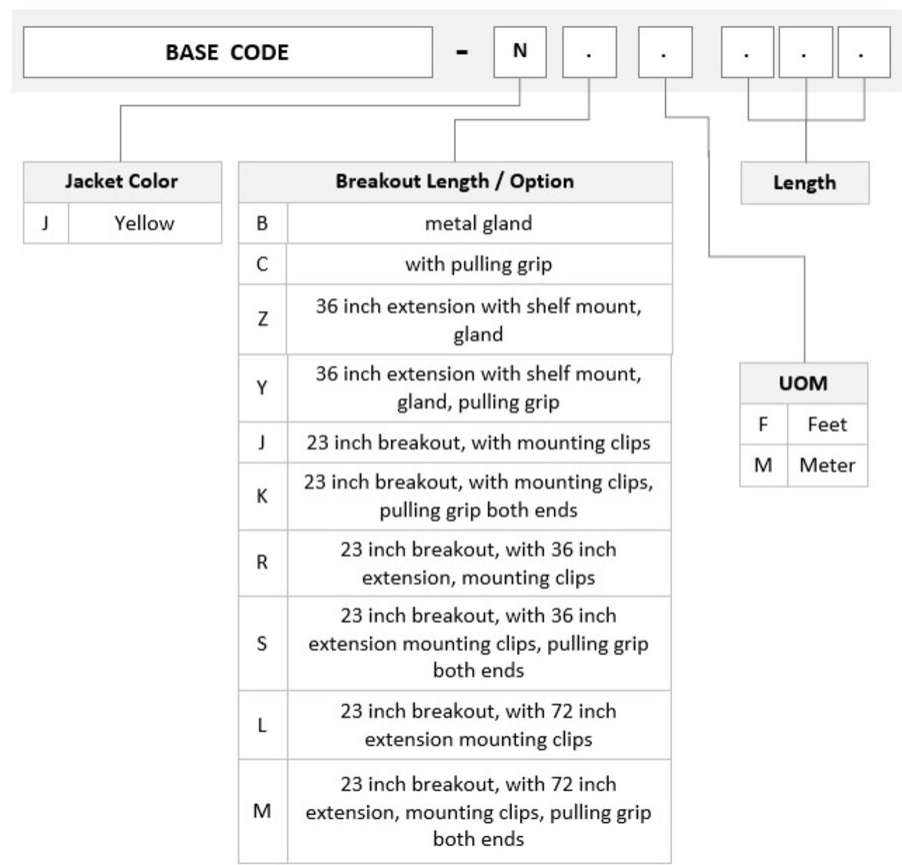 BASE CODE - N . . . . .
Jacket Color
J Yellow
Breakout Length / Option
B metal gland
C with pulling grip
Z 36 inch extension with shelf mount,
gland
Y 36 inch extension with shelf mount,
gland, pulling grip
J 23 inch breakout, with mounting clips
K 23 inch breakout, with mounting clips,
pulling grip both ends
R 23 inch breakout, with 36 inch
extension, mounting clips
S 23 inch breakout, with 36 inch
extension mounting clips, pulling grip
both ends
L 23 inch breakout, with 72 inch
extension mounting clips
M 23 inch breakout, with 72 inch
extension, mounting clips, pulling grip
both ends
Length
UOM
F Feet
M Meter